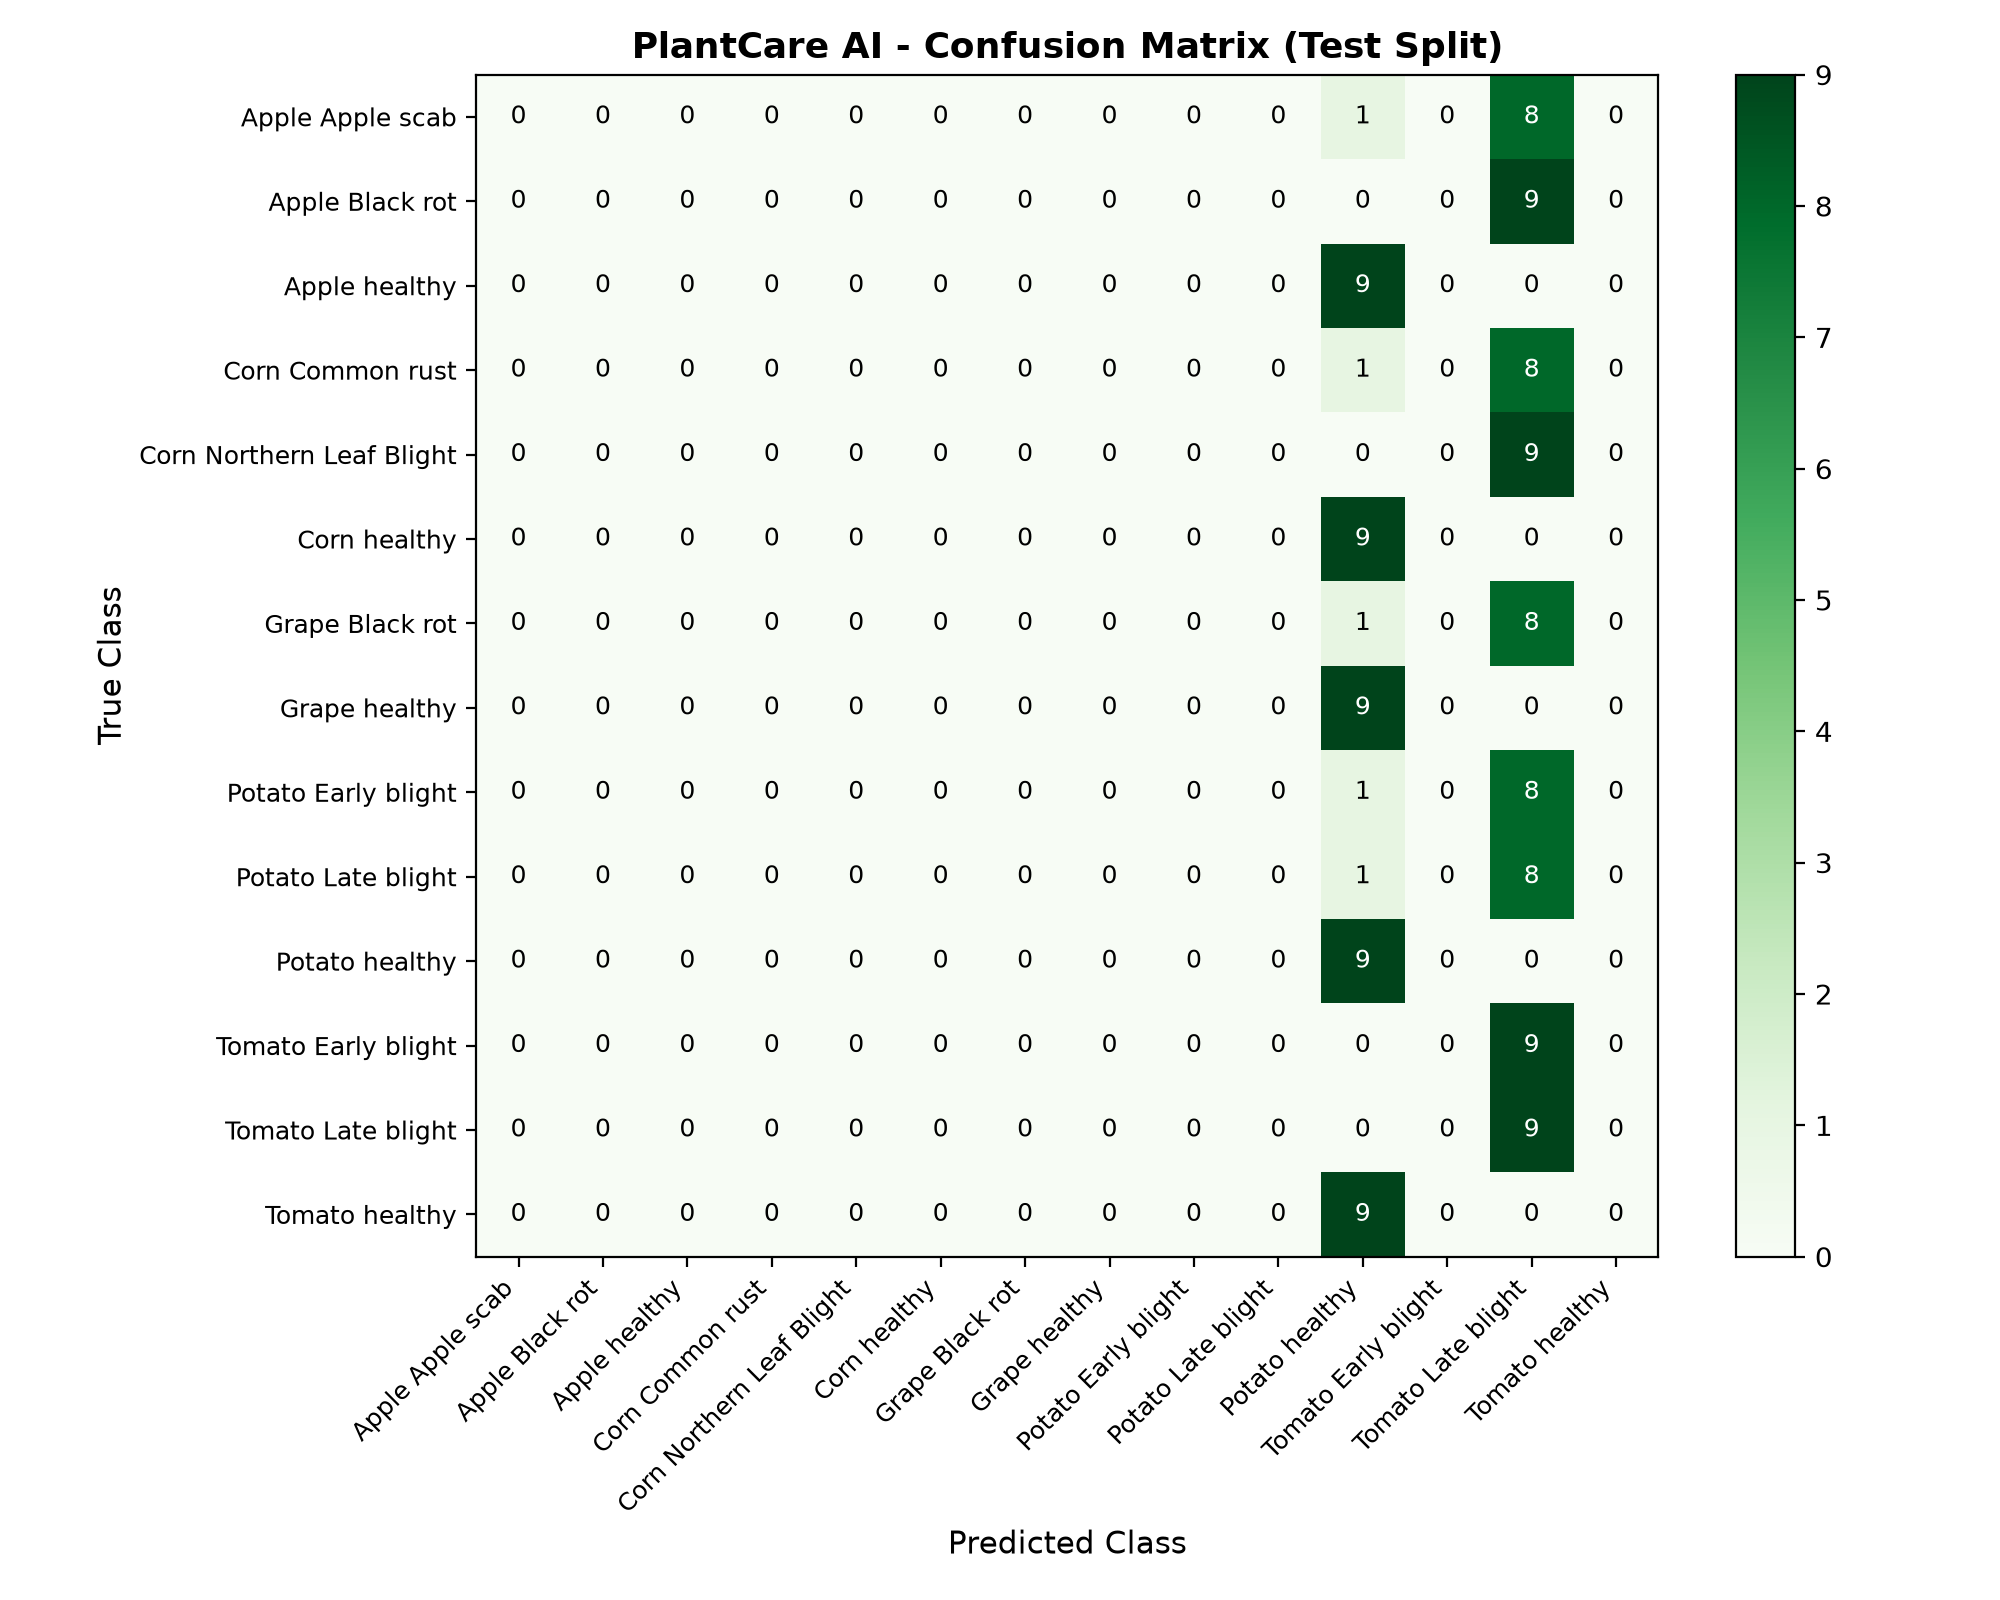 PlantCare AI - Confusion Matrix (Test Split)
Apple Apple scab 0 0 0 0 0 0 0 0 0 0 1 0 8 0
Apple Black rot 0 0 0 0 0 0 0 0 0 0 0 0 9 0
Apple healthy 0 0 0 0 0 0 0 0 0 0 9 0 0 0
Corn Common rust 0 0 0 0 0 0 0 0 0 0 1 0 8 0
Corn Northern Leaf Blight 0 0 0 0 0 0 0 0 0 0 0 0 9 0
Corn healthy 0 0 0 0 0 0 0 0 0 0 9 0 0 0
Grape Black rot 0 0 0 0 0 0 0 0 0 0 1 0 8 0
Grape healthy 0 0 0 0 0 0 0 0 0 0 9 0 0 0
Potato Early blight 0 0 0 0 0 0 0 0 0 0 1 0 8 0
Potato Late blight 0 0 0 0 0 0 0 0 0 0 1 0 8 0
Potato healthy 0 0 0 0 0 0 0 0 0 0 9 0 0 0
Tomato Early blight 0 0 0 0 0 0 0 0 0 0 0 0 9 0
Tomato Late blight 0 0 0 0 0 0 0 0 0 0 0 0 9 0
Tomato healthy 0 0 0 0 0 0 0 0 0 0 9 0 0 0
True Class
Apple Apple scab
Apple Black rot
Apple healthy
Corn Common rust
Corn Northern Leaf Blight
Corn healthy
Grape Black rot
Grape healthy
Potato Early blight
Potato Late blight
Potato healthy
Tomato Early blight
Tomato Late blight
Tomato healthy
Predicted Class
9
8
7
6
5
4
3
2
1
0